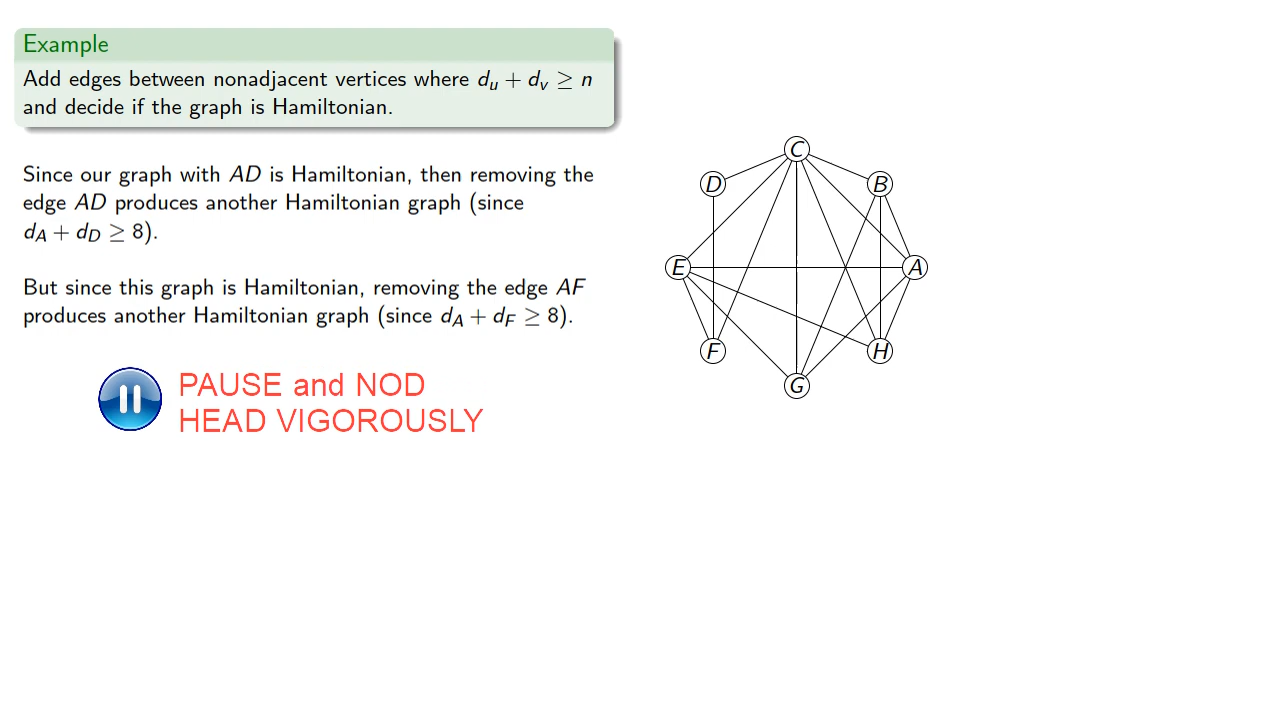 Example
Add edges between nonadjacent vertices where d_u + d_v ≥ n
and decide if the graph is Hamiltonian.
Since our graph with AD is Hamiltonian, then removing the
edge AD produces another Hamiltonian graph (since
d_A + d_D ≥ 8).
But since this graph is Hamiltonian, removing the edge AF
produces another Hamiltonian graph (since d_A + d_F ≥ 8).
PAUSE and NOD
HEAD VIGOROUSLY
C
D B
E A
F H
G